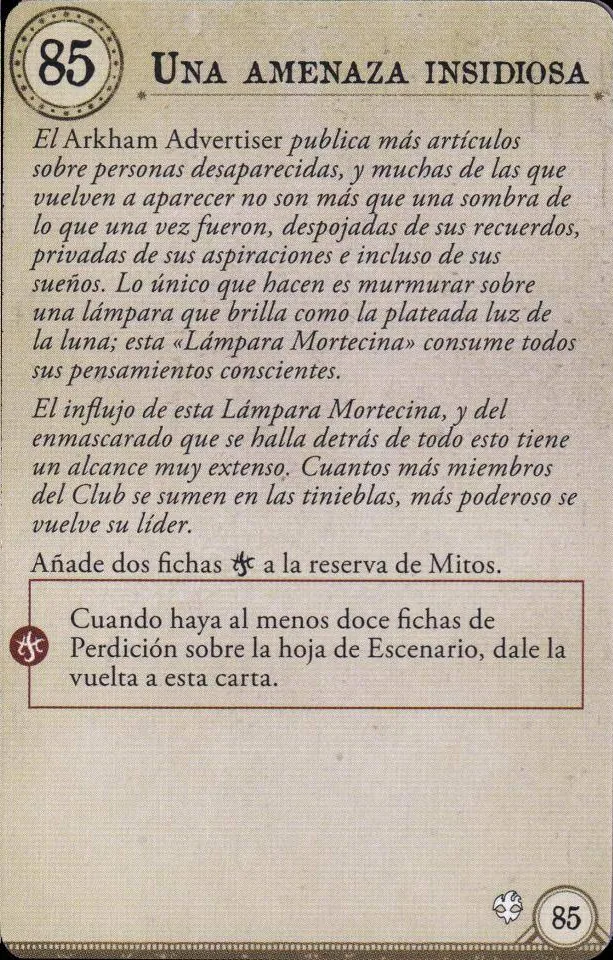 85
UNA AMENAZA INSIDIOSA
El Arkham Advertiser publica más artículos
sobre personas desaparecidas, y muchas de las que
vuelven a aparecer no son más que una sombra de
lo que una vez fueron, despojadas de sus recuerdos,
privadas de sus aspiraciones e incluso de sus
sueños. Lo único que hacen es murmurar sobre
una lámpara que brilla como la plateada luz de
la luna; esta «Lámpara Mortecina» consume todos
sus pensamientos conscientes.
El influjo de esta Lámpara Mortecina, y del
enmascarado que se halla detrás de todo esto tiene
un alcance muy extenso. Cuantos más miembros
del Club se sumen en las tinieblas, más poderoso se
vuelve su líder.
Añade dos fichas a la reserva de Mitos.
Cuando haya al menos doce fichas de
Perdición sobre la hoja de Escenario, dale la
vuelta a esta carta.
85